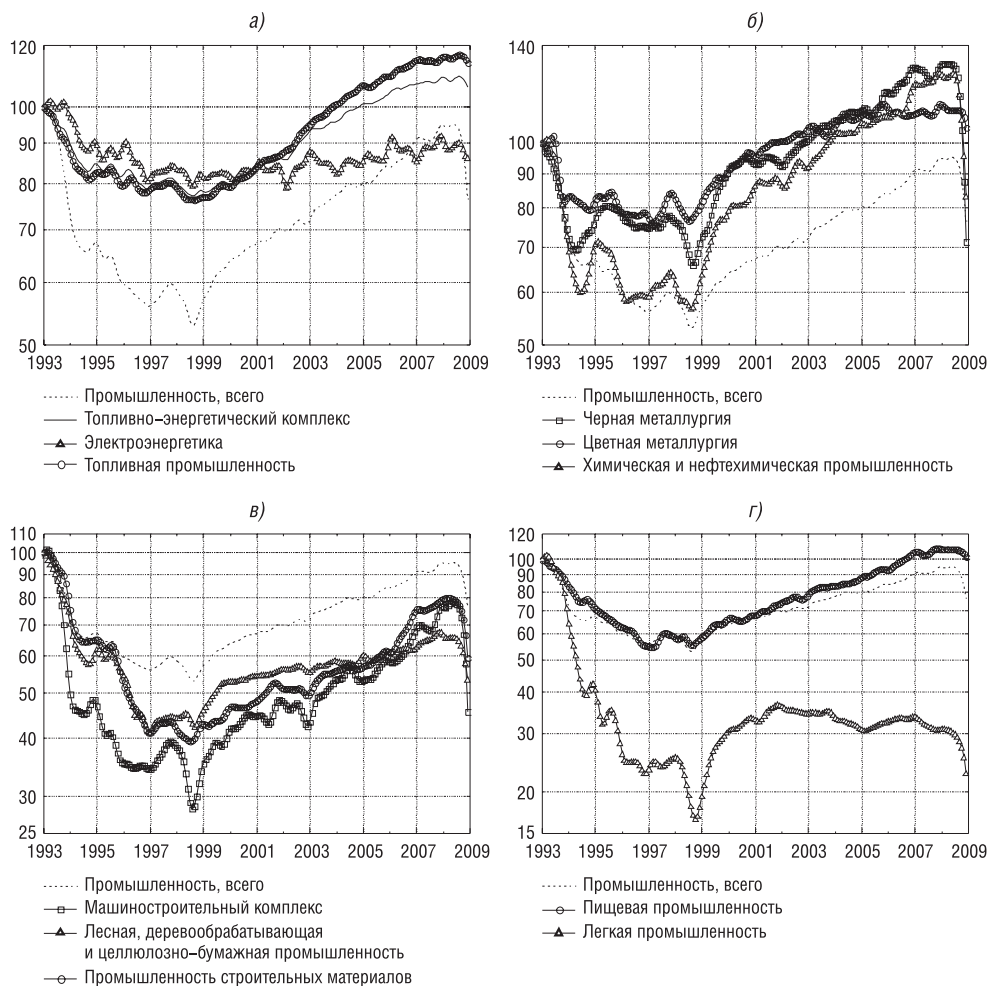 а)
120
100
90
80
70
60
50
1993 1995 1997 1999 2001 2003 2005 2007 2009
Промышленность, всего
Топливно-энергетический комплекс
Электроэнергетика
Топливная промышленность
б)
140
100
90
80
70
60
50
1993 1995 1997 1999 2001 2003 2005 2007 2009
Промышленность, всего
Черная металлургия
Цветная металлургия
Химическая и нефтехимическая промышленность
в)
110
100
90
80
70
60
50
40
30
25
1993 1995 1997 1999 2001 2003 2005 2007 2009
Промышленность, всего
Машиностроительный комплекс
Лесная, деревообрабатывающая
и целлюлозно-бумажная промышленность
Промышленность строительных материалов
г)
120
100
90
80
70
60
50
40
30
20
15
1993 1995 1997 1999 2001 2003 2005 2007 2009
Промышленность, всего
Пищевая промышленность
Легкая промышленность